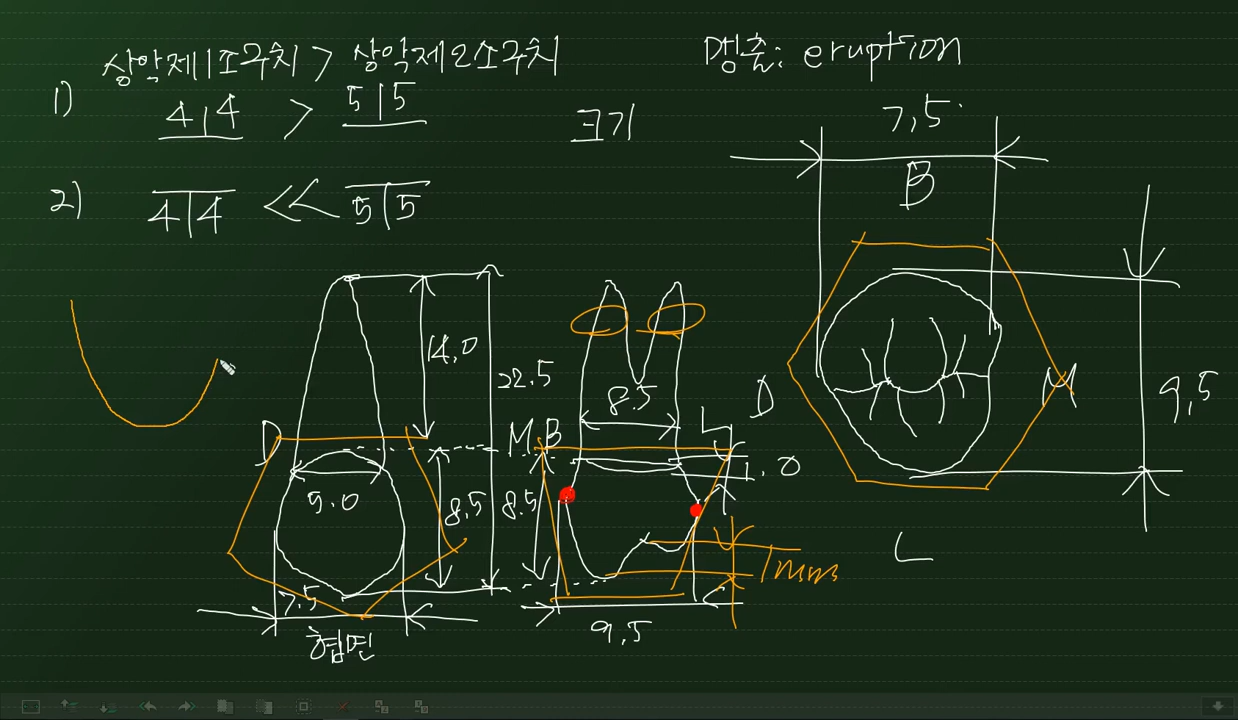 상악제1소구치 > 상악제2소구치
맹출: eruption
1) 4|4 > 5|5
크기
7,5
B
2) 4|4 << 5|5
14.0
22.5
8.5
D
M
9,5
D
M
B
L
1.0
5.0
8.5
8.5
7.5
1mm
L
9,5
협면